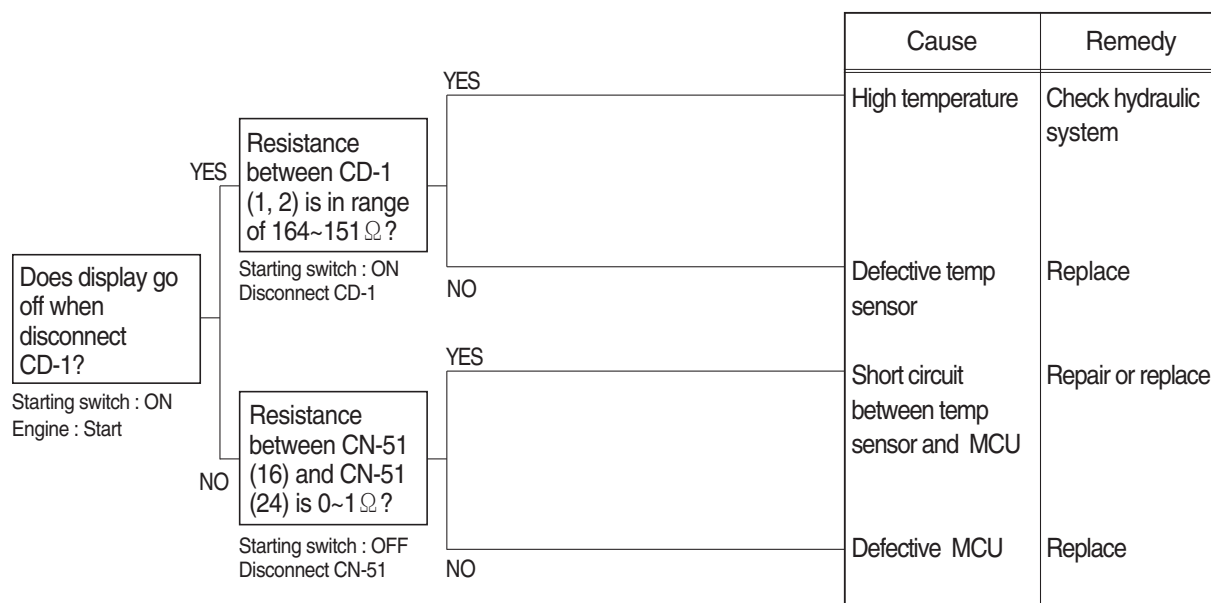 Cause
Remedy
YES
High temperature
Check hydraulic
system
Resistance
between CD-1
(1, 2) is in range
of 164~151Ω?
YES
Starting switch : ON
Disconnect CD-1
NO
Defective temp
sensor
Replace
Does display go
off when
disconnect
CD-1?
Starting switch : ON
Engine : Start
YES
Short circuit
between temp
sensor and MCU
Repair or replace
Resistance
between CN-51
(16) and CN-51
(24) is 0~1Ω?
NO
Starting switch : OFF
Disconnect CN-51
NO
Defective MCU
Replace